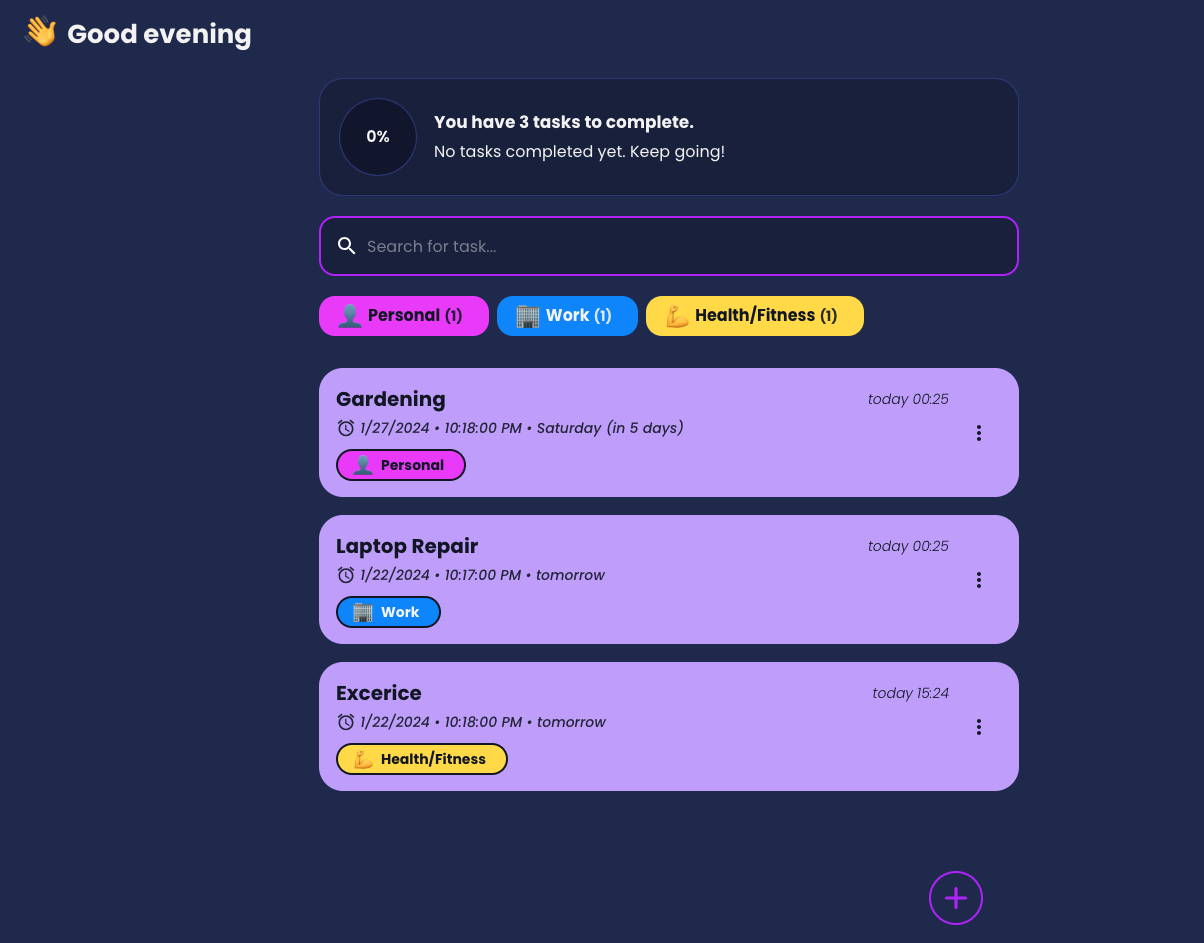 👋 Good evening
0%
You have 3 tasks to complete.
No tasks completed yet. Keep going!
Search for task...
👤 Personal (1) 🏢 Work (1) 💪 Health/Fitness (1)
Gardening today 00:25
1/27/2024 • 10:18:00 PM • Saturday (in 5 days)
👤 Personal
Laptop Repair today 00:25
1/22/2024 • 10:17:00 PM • tomorrow
🏢 Work
Excerice today 15:24
1/22/2024 • 10:18:00 PM • tomorrow
💪 Health/Fitness